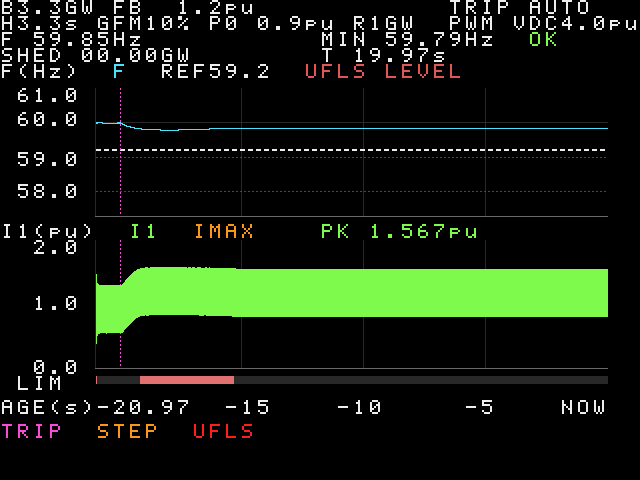 B3.3GW FB 1.2pu TRIP AUTO
H3.3s GFM10% P0 0.9pu R1GW PWM VDC4.0pu
F 59.85Hz MIN 59.79Hz OK
SHED 00.00GW T 19.97s
F(Hz) F REF59.2 UFLS LEVEL
61.0
60.0
59.0
58.0
I1(pu) I1 IMAX PK 1.567pu
2.0
1.0
0.0
LIM
AGE(s) -20.97 -15 -10 -5 NOW
TRIP STEP UFLS